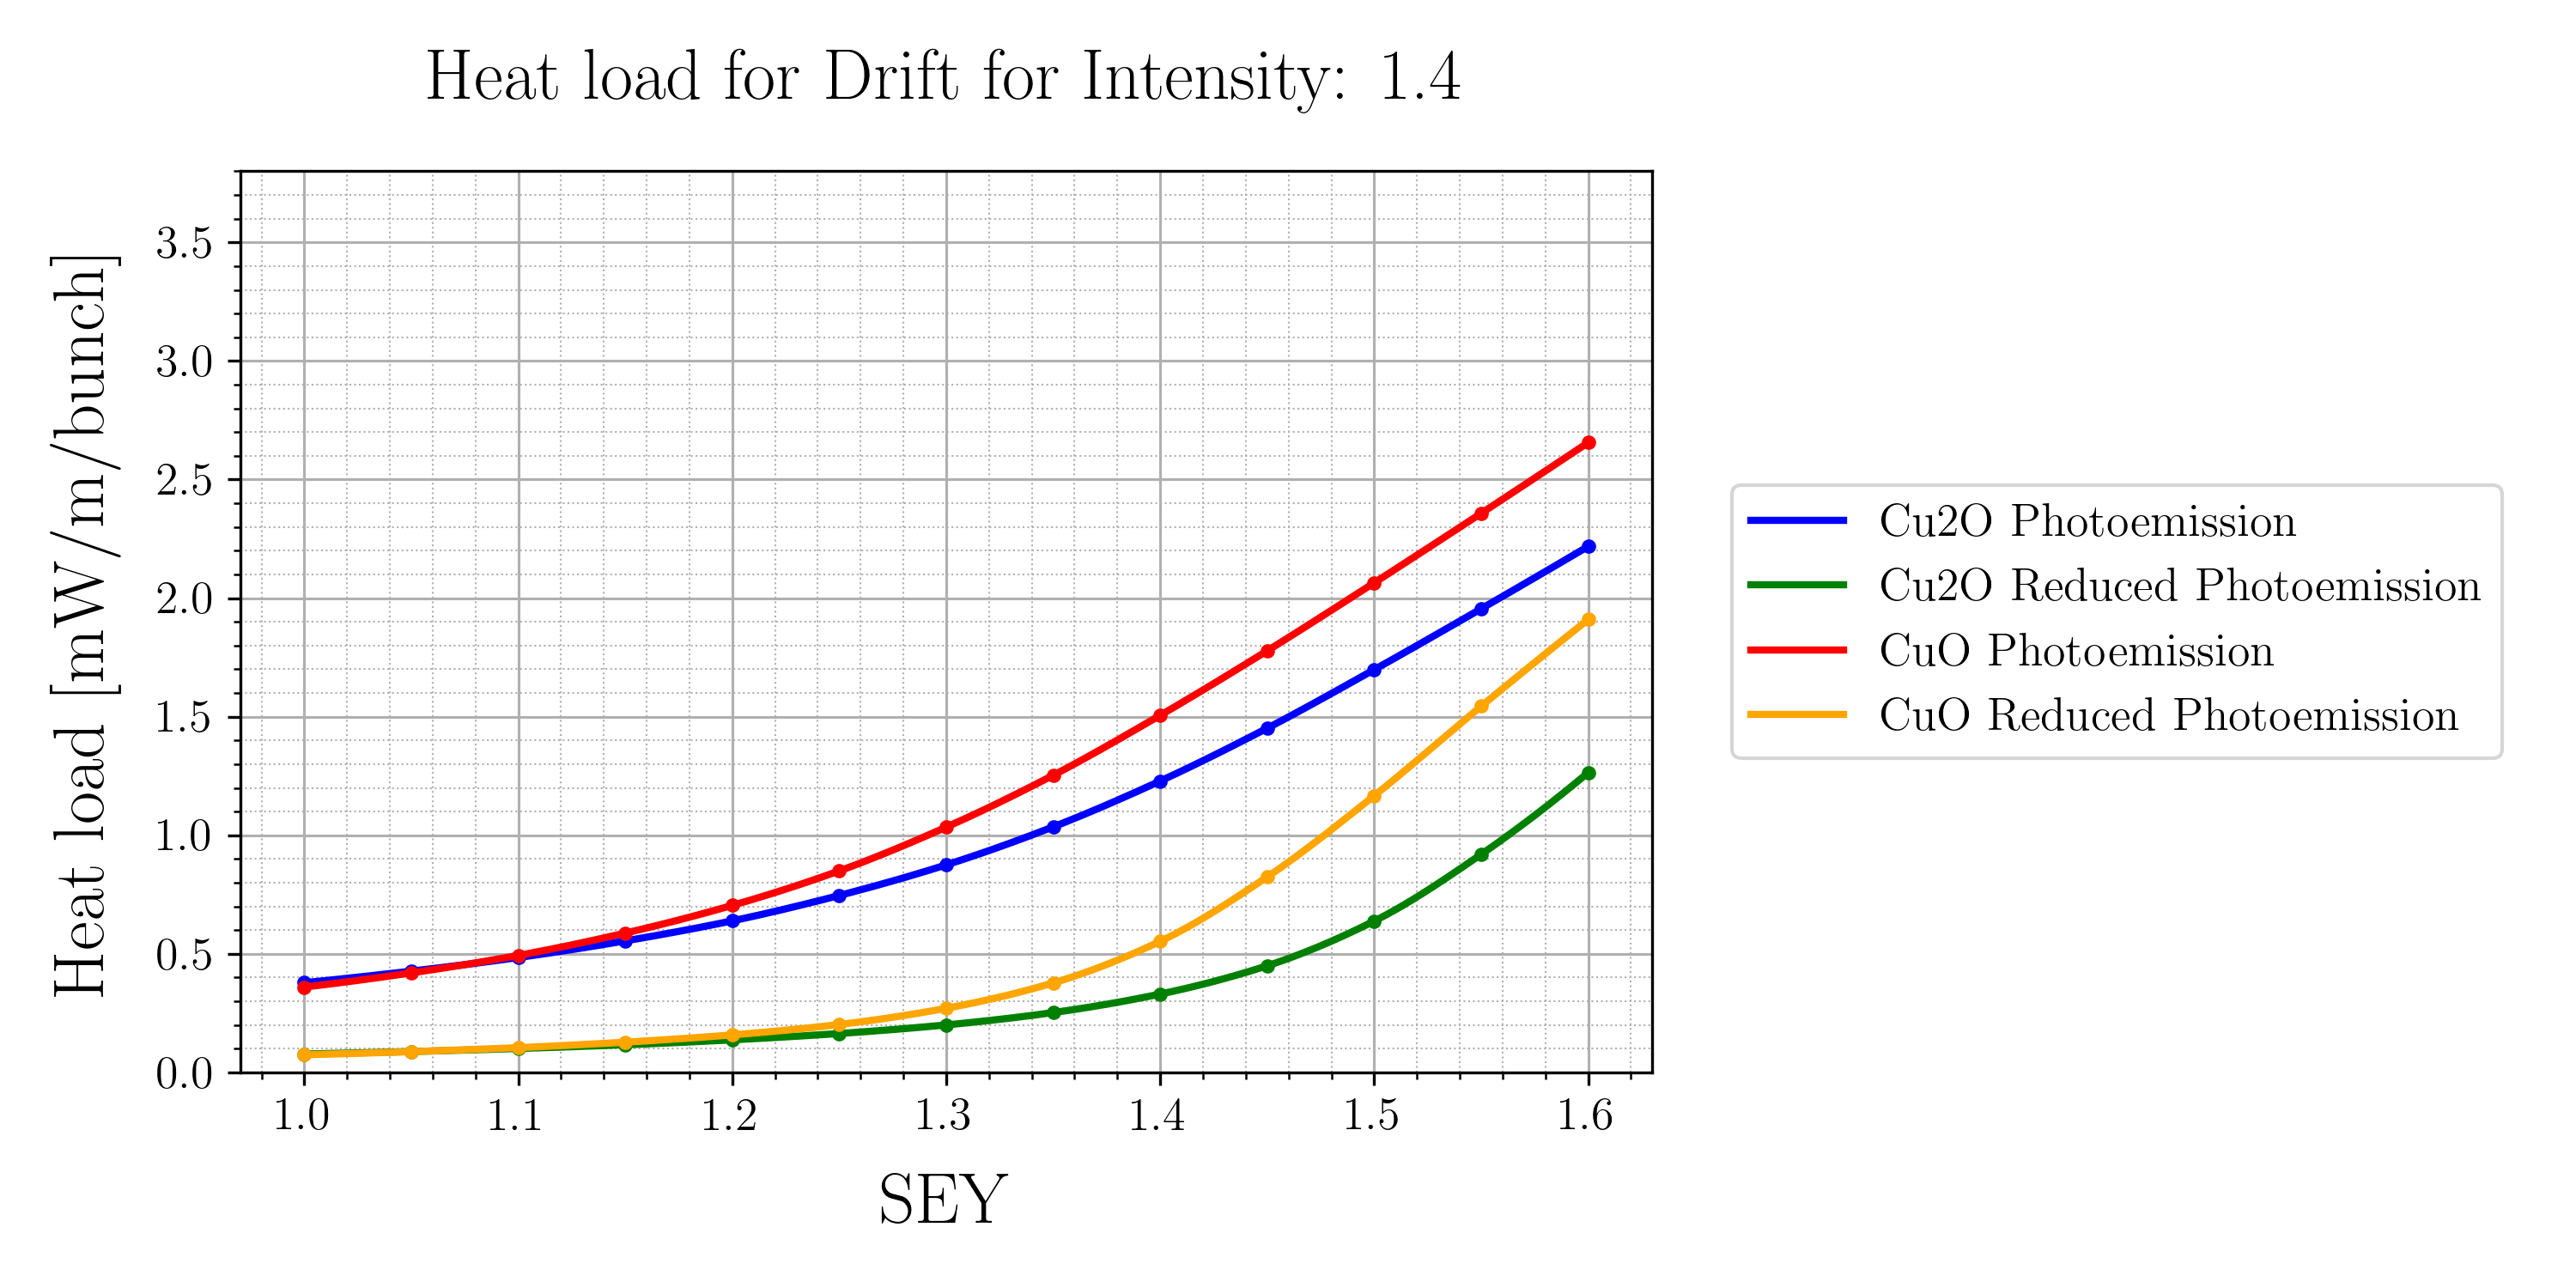 Heat load for Drift for Intensity: 1.4
Heat load [mW/m/bunch]
3.5
3.0
2.5
2.0
1.5
1.0
0.5
0.0
1.0 1.1 1.2 1.3 1.4 1.5 1.6
SEY
Cu2O Photoemission
Cu2O Reduced Photoemission
CuO Photoemission
CuO Reduced Photoemission